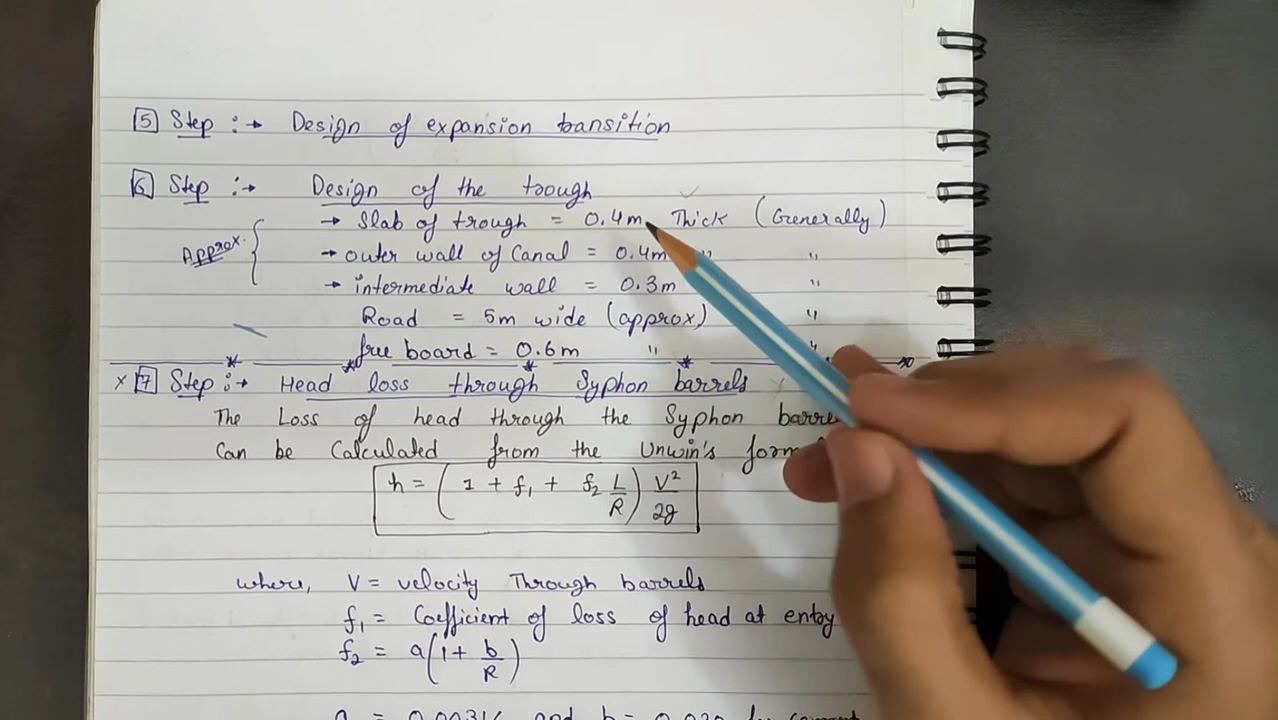 5 Step :→ Design of expansion transition
6 Step :→ Design of the trough
→ Slab of trough = 0.4m Thick (Generally)
Approx. { → outer wall of Canal = 0.4m " "
→ intermediate wall = 0.3m "
Road = 5m wide (approx) "
free board = 0.6m " "
x 7 Step :→ Head loss through Syphon barrels
The Loss of head through the Syphon
Can be Calculated from the Unwin's
h = (1 + f₁ + f₂ L/R) V²/2g
where, V = velocity Through barrels
f₁ = Coefficient of loss of head at entry
f₂ = a(1 + b/R)